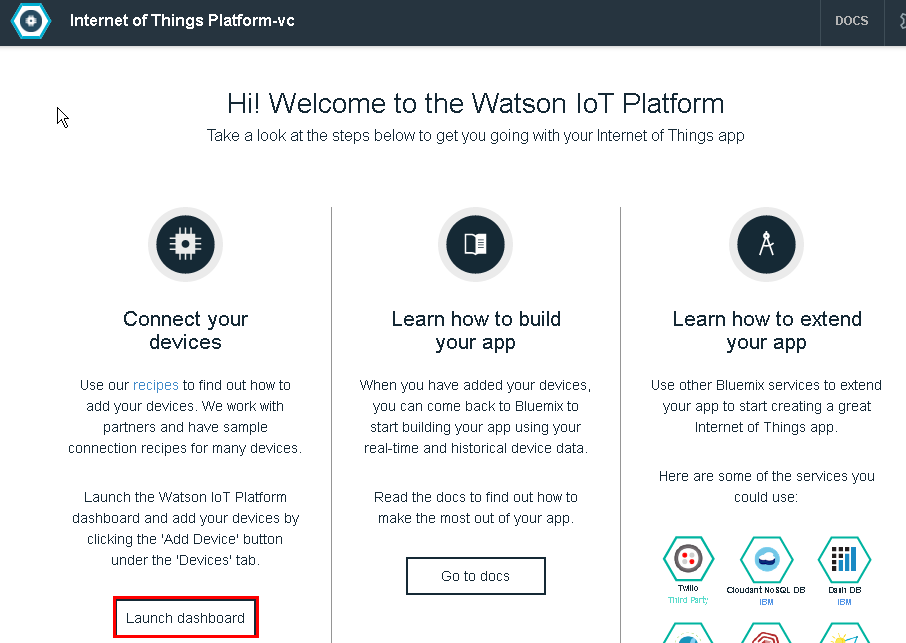 Internet of Things Platform-vc
DOCS
Hi! Welcome to the Watson IoT Platform
Take a look at the steps below to get you going with your Internet of Things app
Connect your
devices
Use our recipes to find out how to
add your devices. We work with
partners and have sample
connection recipes for many devices.
Launch the Watson IoT Platform
dashboard and add your devices by
clicking the 'Add Device' button
under the 'Devices' tab.
Launch dashboard
Learn how to build
your app
When you have added your devices,
you can come back to Bluemix to
start building your app using your
real-time and historical device data.
Read the docs to find out how to
make the most out of your app.
Go to docs
Learn how to extend
your app
Use other Bluemix services to extend
your app to start creating a great
Internet of Things app.
Here are some of the services you
could use:
Twilio
Third Party
Cloudant NoSQL DB
IBM
Dash DB
IBM